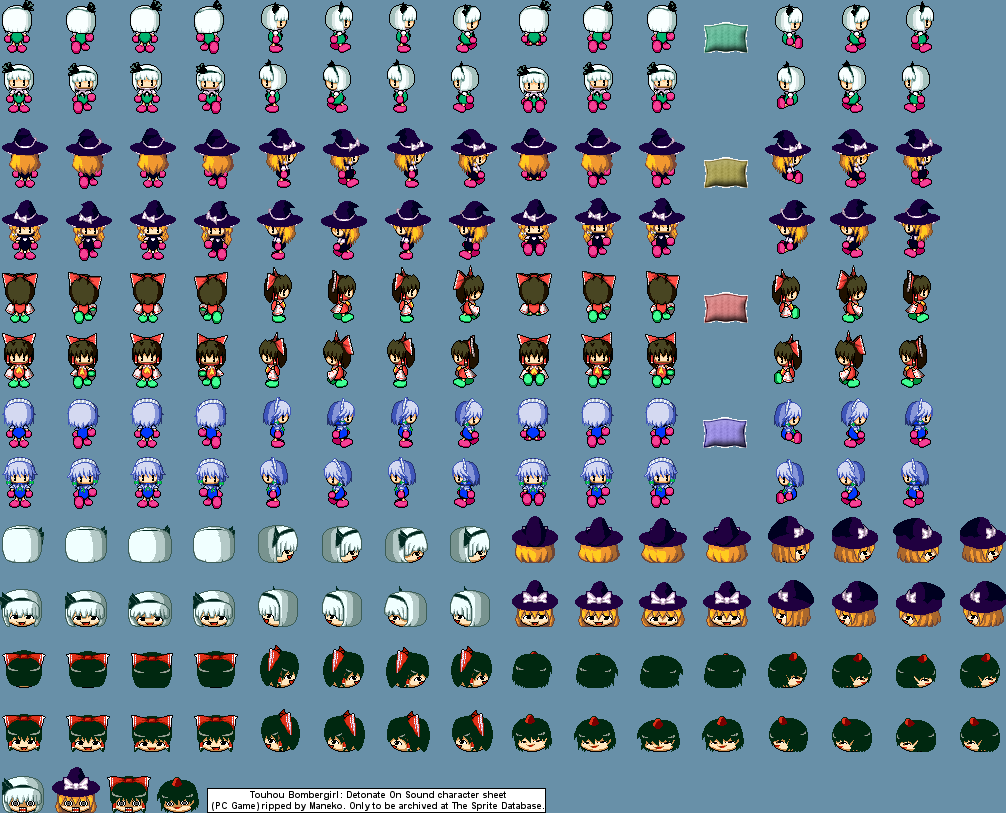 Touhou Bombergirl: Detonate On Sound character sheet
(PC Game) ripped by Maneko. Only to be archived at The Sprite Database.